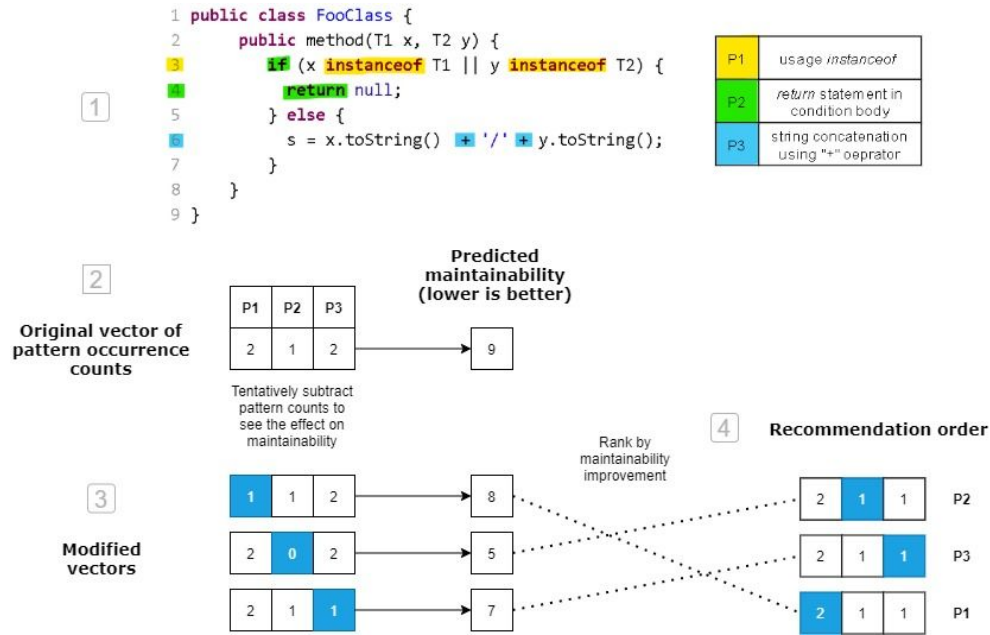 1 public class FooClass {
2 public method(T1 x, T2 y) {
3 if (x instanceof T1 || y instanceof T2) {
4 return null;
5 } else {
6 s = x.toString() + '/' + y.toString();
7 }
8 }
9 }
1
P1 usage instanceof
P2 return statement in
condition body
P3 string concatenation
using "+" oeprator
2
Original vector of
pattern occurrence
counts
P1 P2 P3
2 1 2
Predicted
maintainability
(lower is better)
9
Tentatively subtract
pattern counts to
see the effect on
maintainability
3
Modified
vectors
1 1 2
8
2 0 2
5
2 1 1
7
Rank by
maintainability
improvement
4
Recommendation order
2 1 1 P2
2 1 1 P3
2 1 1 P1